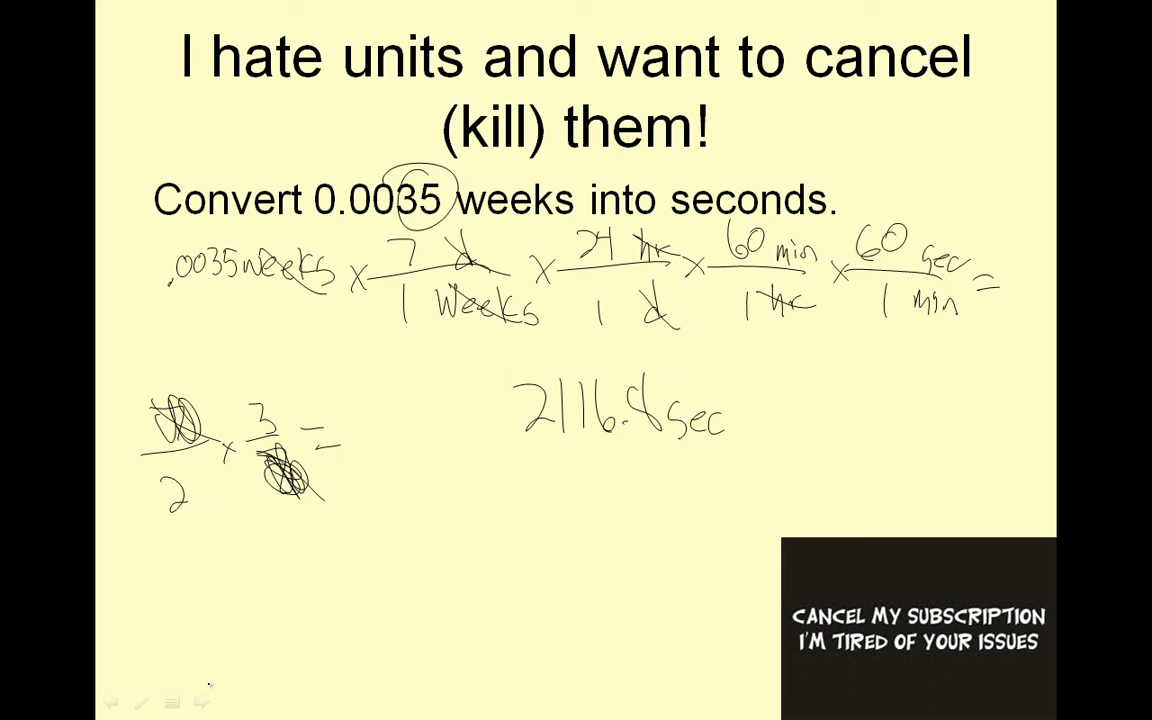 I hate units and want to cancel
(kill) them!
Convert 0.0035 weeks into seconds.
.0035 weeks × 7 d / 1 weeks × 24 hr / 1 d × 60 min / 1 hr × 60 sec / 1 min =
2116.8 sec
/ 2 × 3 / =
CANCEL MY SUBSCRIPTION
I'M TIRED OF YOUR ISSUES